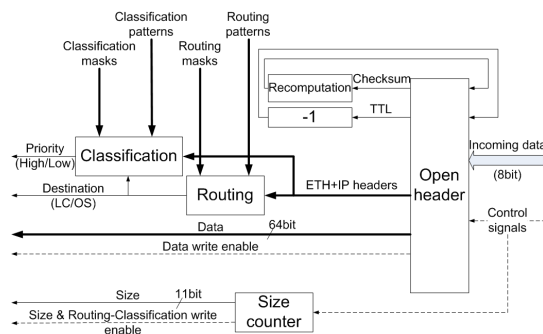 Classification
patterns
Classification
masks
Routing
patterns
Routing
masks
Recomputation
Checksum
-1
TTL
Priority
(High/Low)
Classification
Incoming data
(8bit)
Destination
(LC/OS)
Routing
ETH+IP headers
Open
header
Data
64bit
Control
signals
Data write enable
Size
11bit
Size & Routing-Classification write
enable
Size
counter